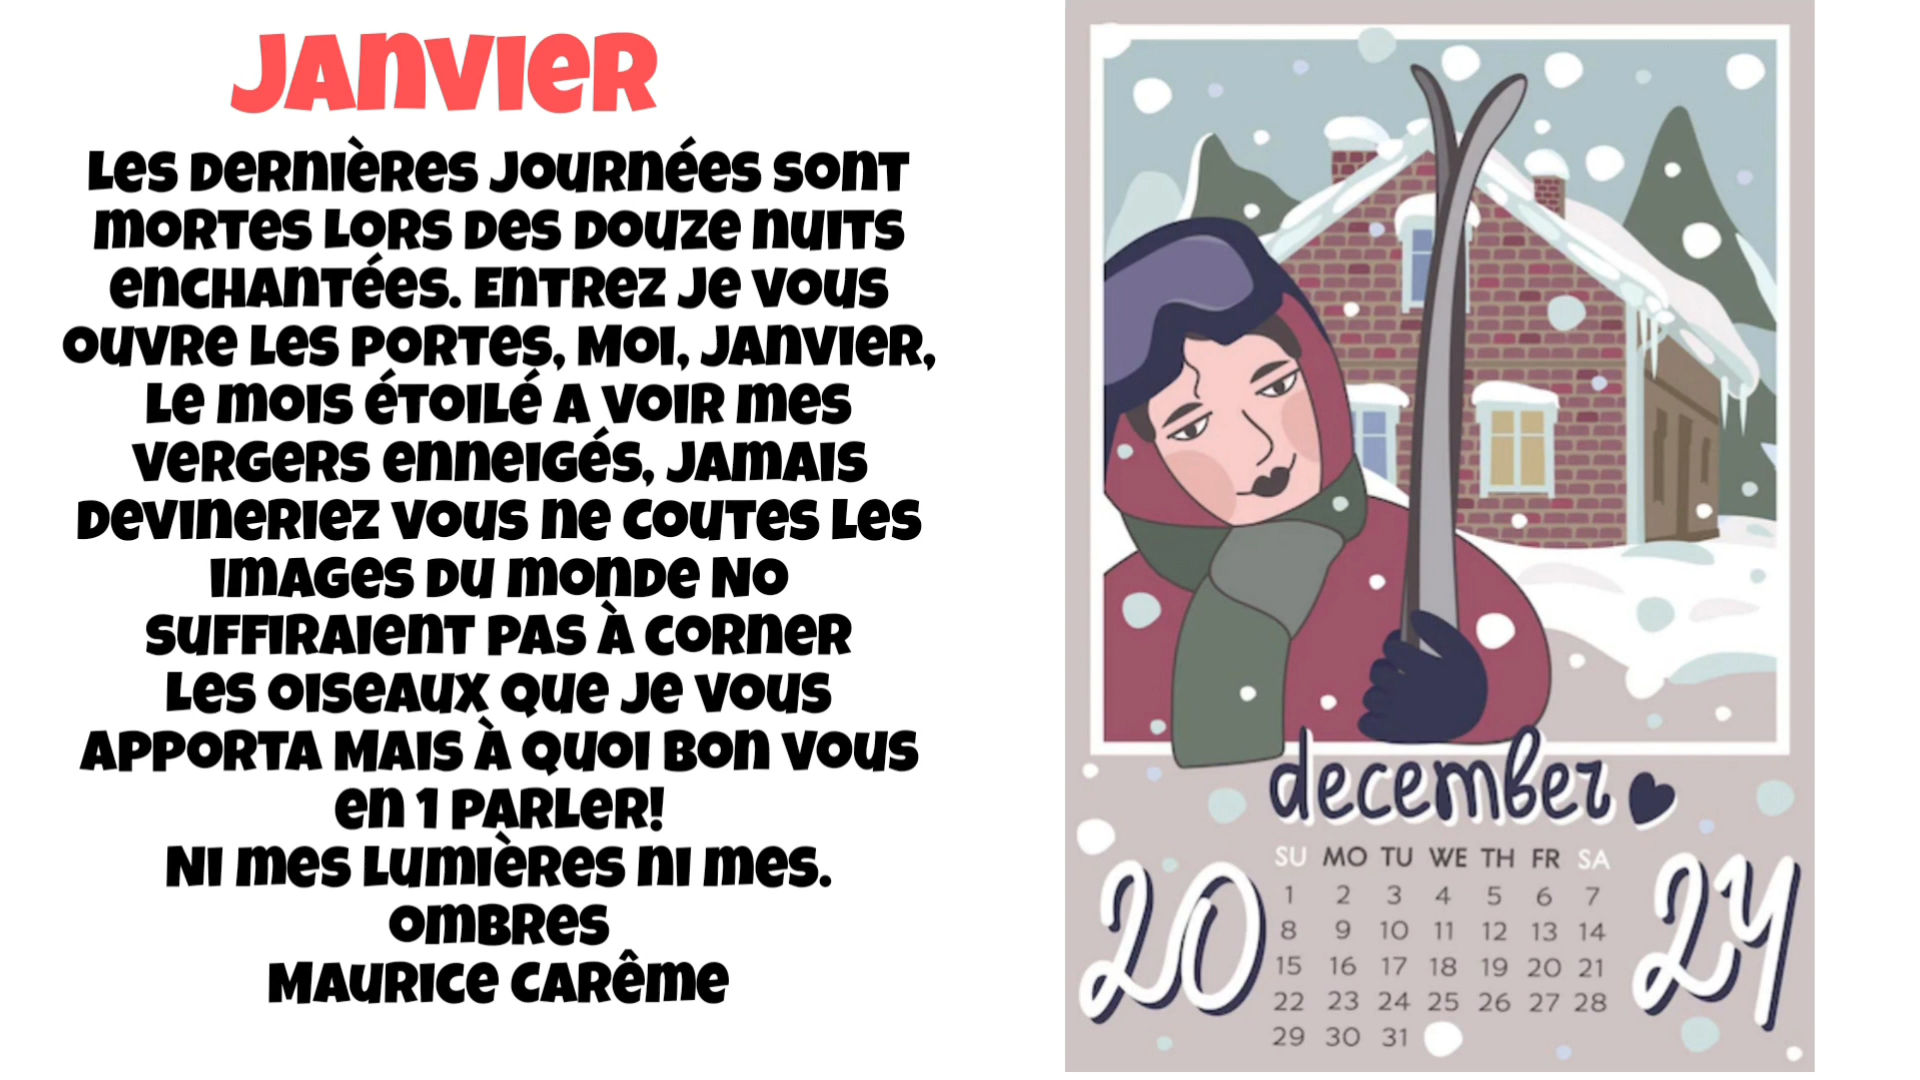 Janvier
Les dernières journées sont
mortes lors des douze nuits
enchantées. Entrez je vous
ouvre les portes, Moi, Janvier,
le mois étoilé a voir mes
vergers enneigés, jamais
devineriez vous ne coutes les
images du monde No
suffiraient pas à corner
les oiseaux que je vous
apporta Mais à quoi bon vous
en 1 parler!
Ni mes lumières ni mes.
ombres
Maurice Carême
december
20 24
SU MO TU WE TH FR SA
1 2 3 4 5 6 7
8 9 10 11 12 13 14
15 16 17 18 19 20 21
22 23 24 25 26 27 28
29 30 31